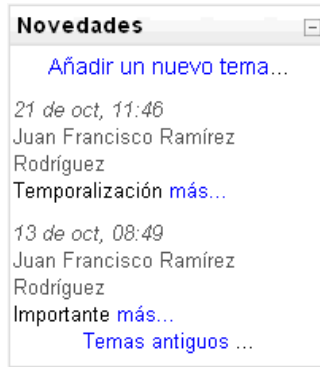 Novedades
Añadir un nuevo tema...
21 de oct, 11:46
Juan Francisco Ramírez
Rodríguez
Temporalización más...
13 de oct, 08:49
Juan Francisco Ramírez
Rodríguez
Importante más...
Temas antiguos ...